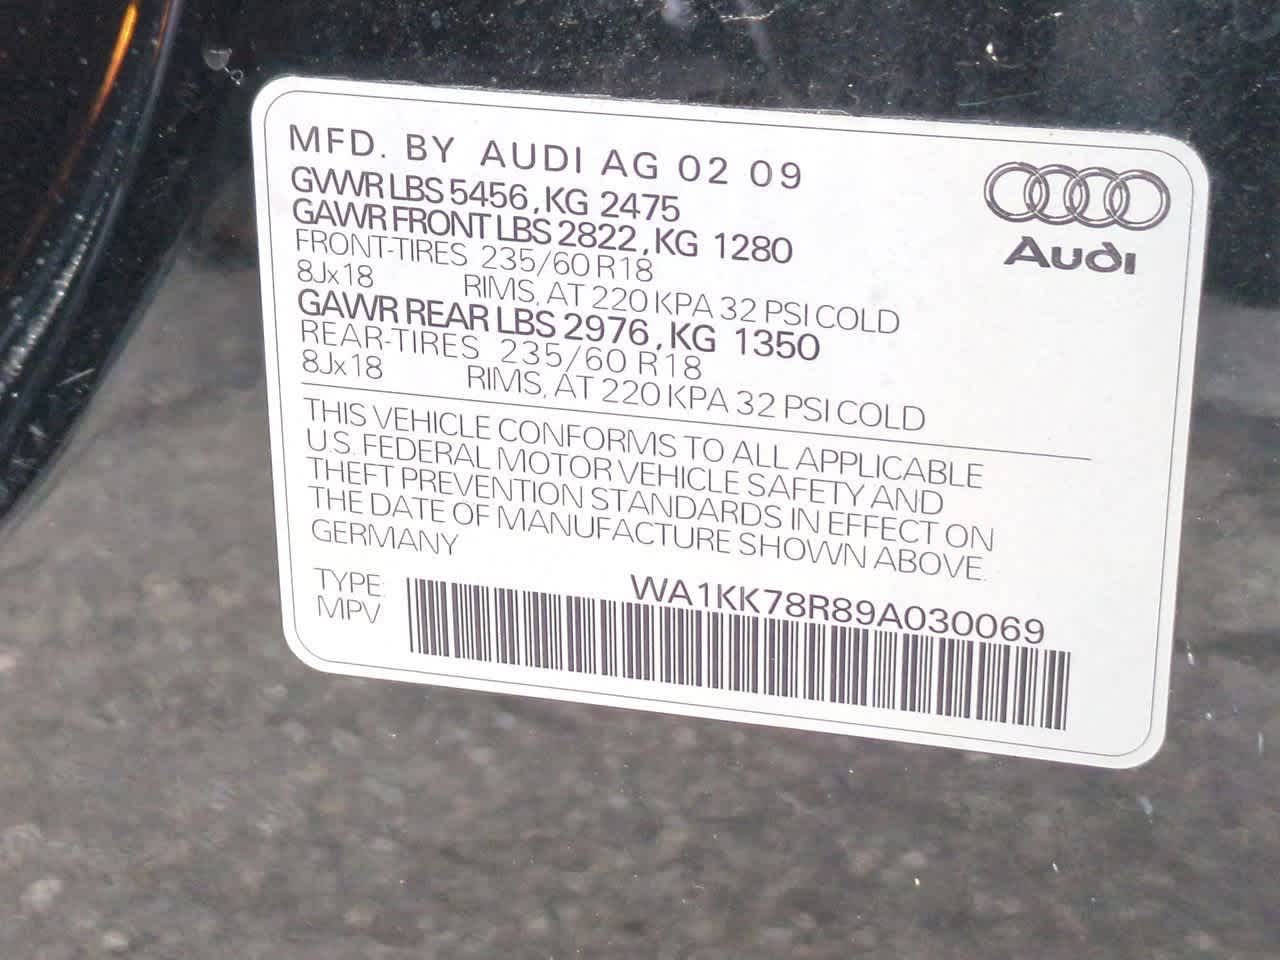 MFD. BY AUDI AG 02 09
GVWR LBS 5456, KG 2475
GAWR FRONT LBS 2822, KG 1280
FRONT-TIRES 235/60 R18
8Jx18 RIMS, AT 220 KPA 32 PSI COLD
GAWR REAR LBS 2976, KG 1350
REAR-TIRES 235/60 R18
8Jx18 RIMS, AT 220 KPA 32 PSI COLD
Audi
THIS VEHICLE CONFORMS TO ALL APPLICABLE
U.S. FEDERAL MOTOR VEHICLE SAFETY AND
THEFT PREVENTION STANDARDS IN EFFECT ON
THE DATE OF MANUFACTURE SHOWN ABOVE.
GERMANY
TYPE:
MPV
WA1KK78R89A030069